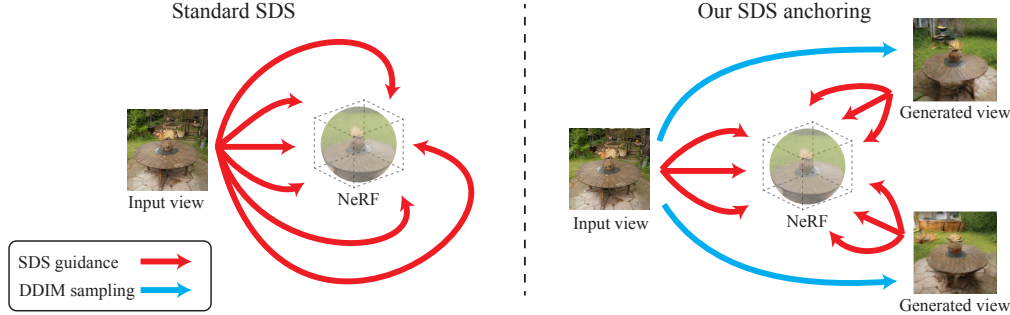 Standard SDS
Input view
NeRF
SDS guidance
DDIM sampling
Our SDS anchoring
Input view
NeRF
Generated view
Generated view